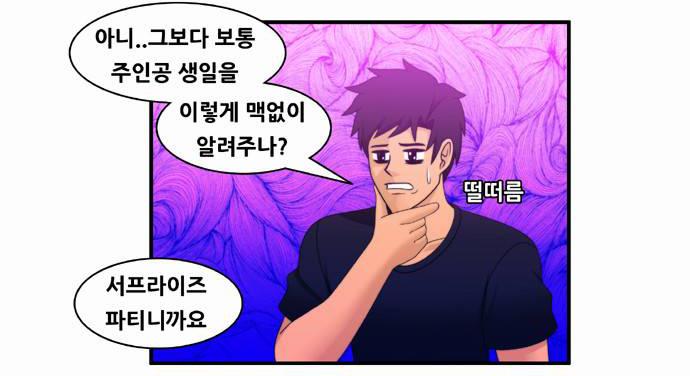 아니..그보다 보통
주인공 생일을
이렇게 맥없이
알려주나?
떨떠름
서프라이즈
파티니까요